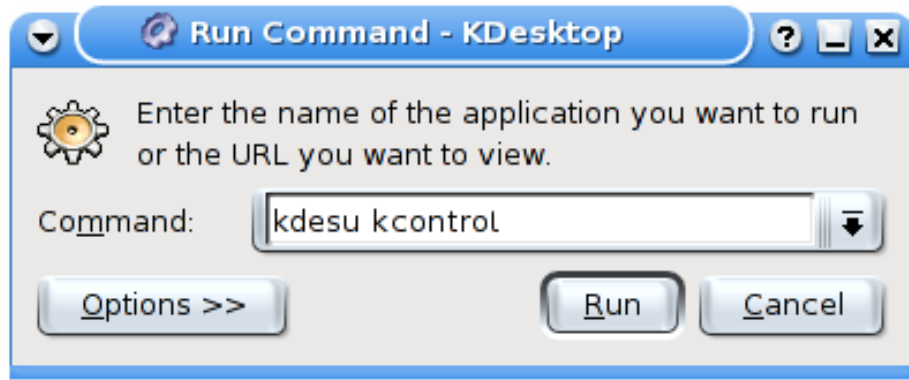 Run Command - KDesktop ?
Enter the name of the application you want to run
or the URL you want to view.
Command: kdesu kcontrol
Options >> Run Cancel